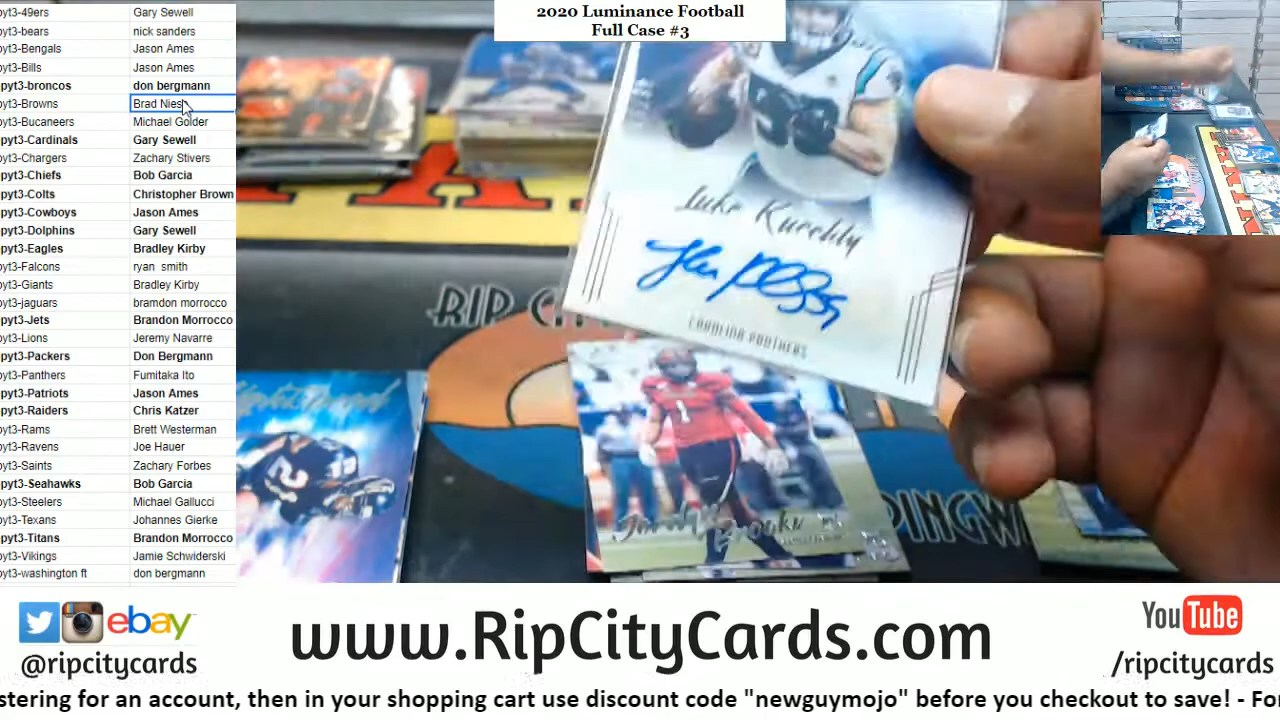 2020 Luminance Football
Full Case #3
pyt3-49ers Gary Sewell
pyt3-bears nick sanders
pyt3-Bengals Jason Ames
pyt3-Bills Jason Ames
pyt3-broncos don bergmann
pyt3-Browns Brad Nies
pyt3-Bucaneers Michael Golder
pyt3-Cardinals Gary Sewell
pyt3-Chargers Zachary Stivers
pyt3-Chiefs Bob Garcia
pyt3-Colts Christopher Brown
pyt3-Cowboys Jason Ames
pyt3-Dolphins Gary Sewell
pyt3-Eagles Bradley Kirby
pyt3-Falcons ryan smith
pyt3-Giants Bradley Kirby
pyt3-jaguars bramdon morrocco
pyt3-Jets Brandon Morrocco
pyt3-Lions Jeremy Navarre
pyt3-Packers Don Bergmann
pyt3-Panthers Fumitaka Ito
pyt3-Patriots Jason Ames
pyt3-Raiders Chris Katzer
pyt3-Rams Brett Westerman
pyt3-Ravens Joe Hauer
pyt3-Saints Zachary Forbes
pyt3-Seahawks Bob Garcia
pyt3-Steelers Michael Gallucci
pyt3-Texans Johannes Gierke
pyt3-Titans Brandon Morrocco
pyt3-Vikings Jamie Schwiderski
pyt3-washington ft don bergmann
Luke Kuechly
CAROLINA PANTHERS
RIP CI
PINGW
1
ebay
@ripcitycards
www.RipCityCards.com
YouTube
/ripcitycards
stering for an account, then in your shopping cart use discount code "newguymojo" before you checkout to save! - Fo